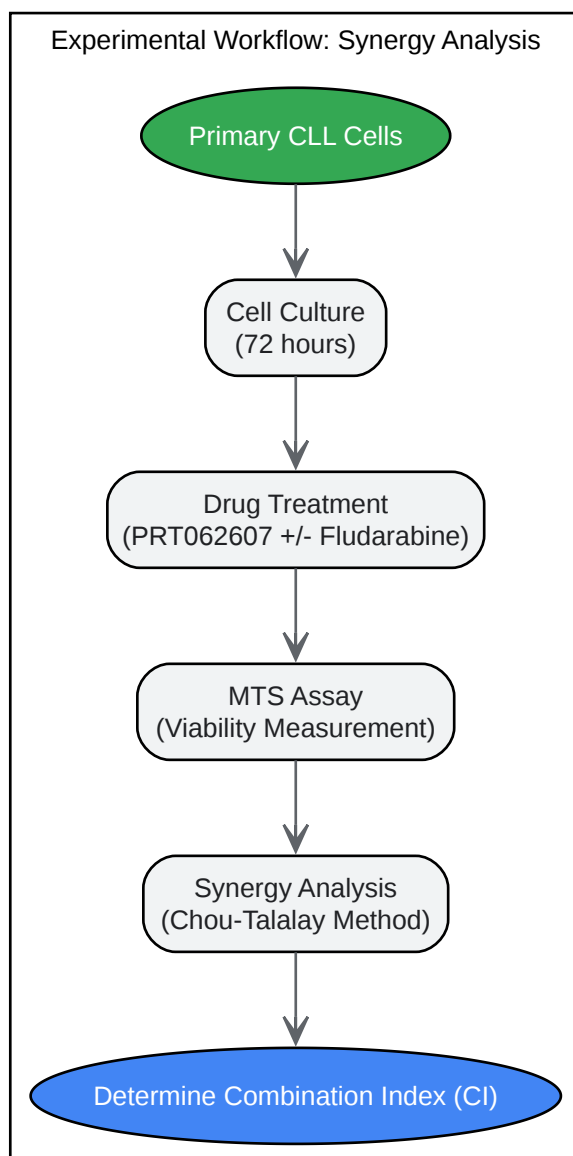 Experimental Workflow: Synergy Analysis
Primary CLL Cells
Cell Culture
(72 hours)
Drug Treatment
(PRT062607 +/- Fludarabine)
MTS Assay
(Viability Measurement)
Synergy Analysis
(Chou-Talalay Method)
Determine Combination Index (CI)